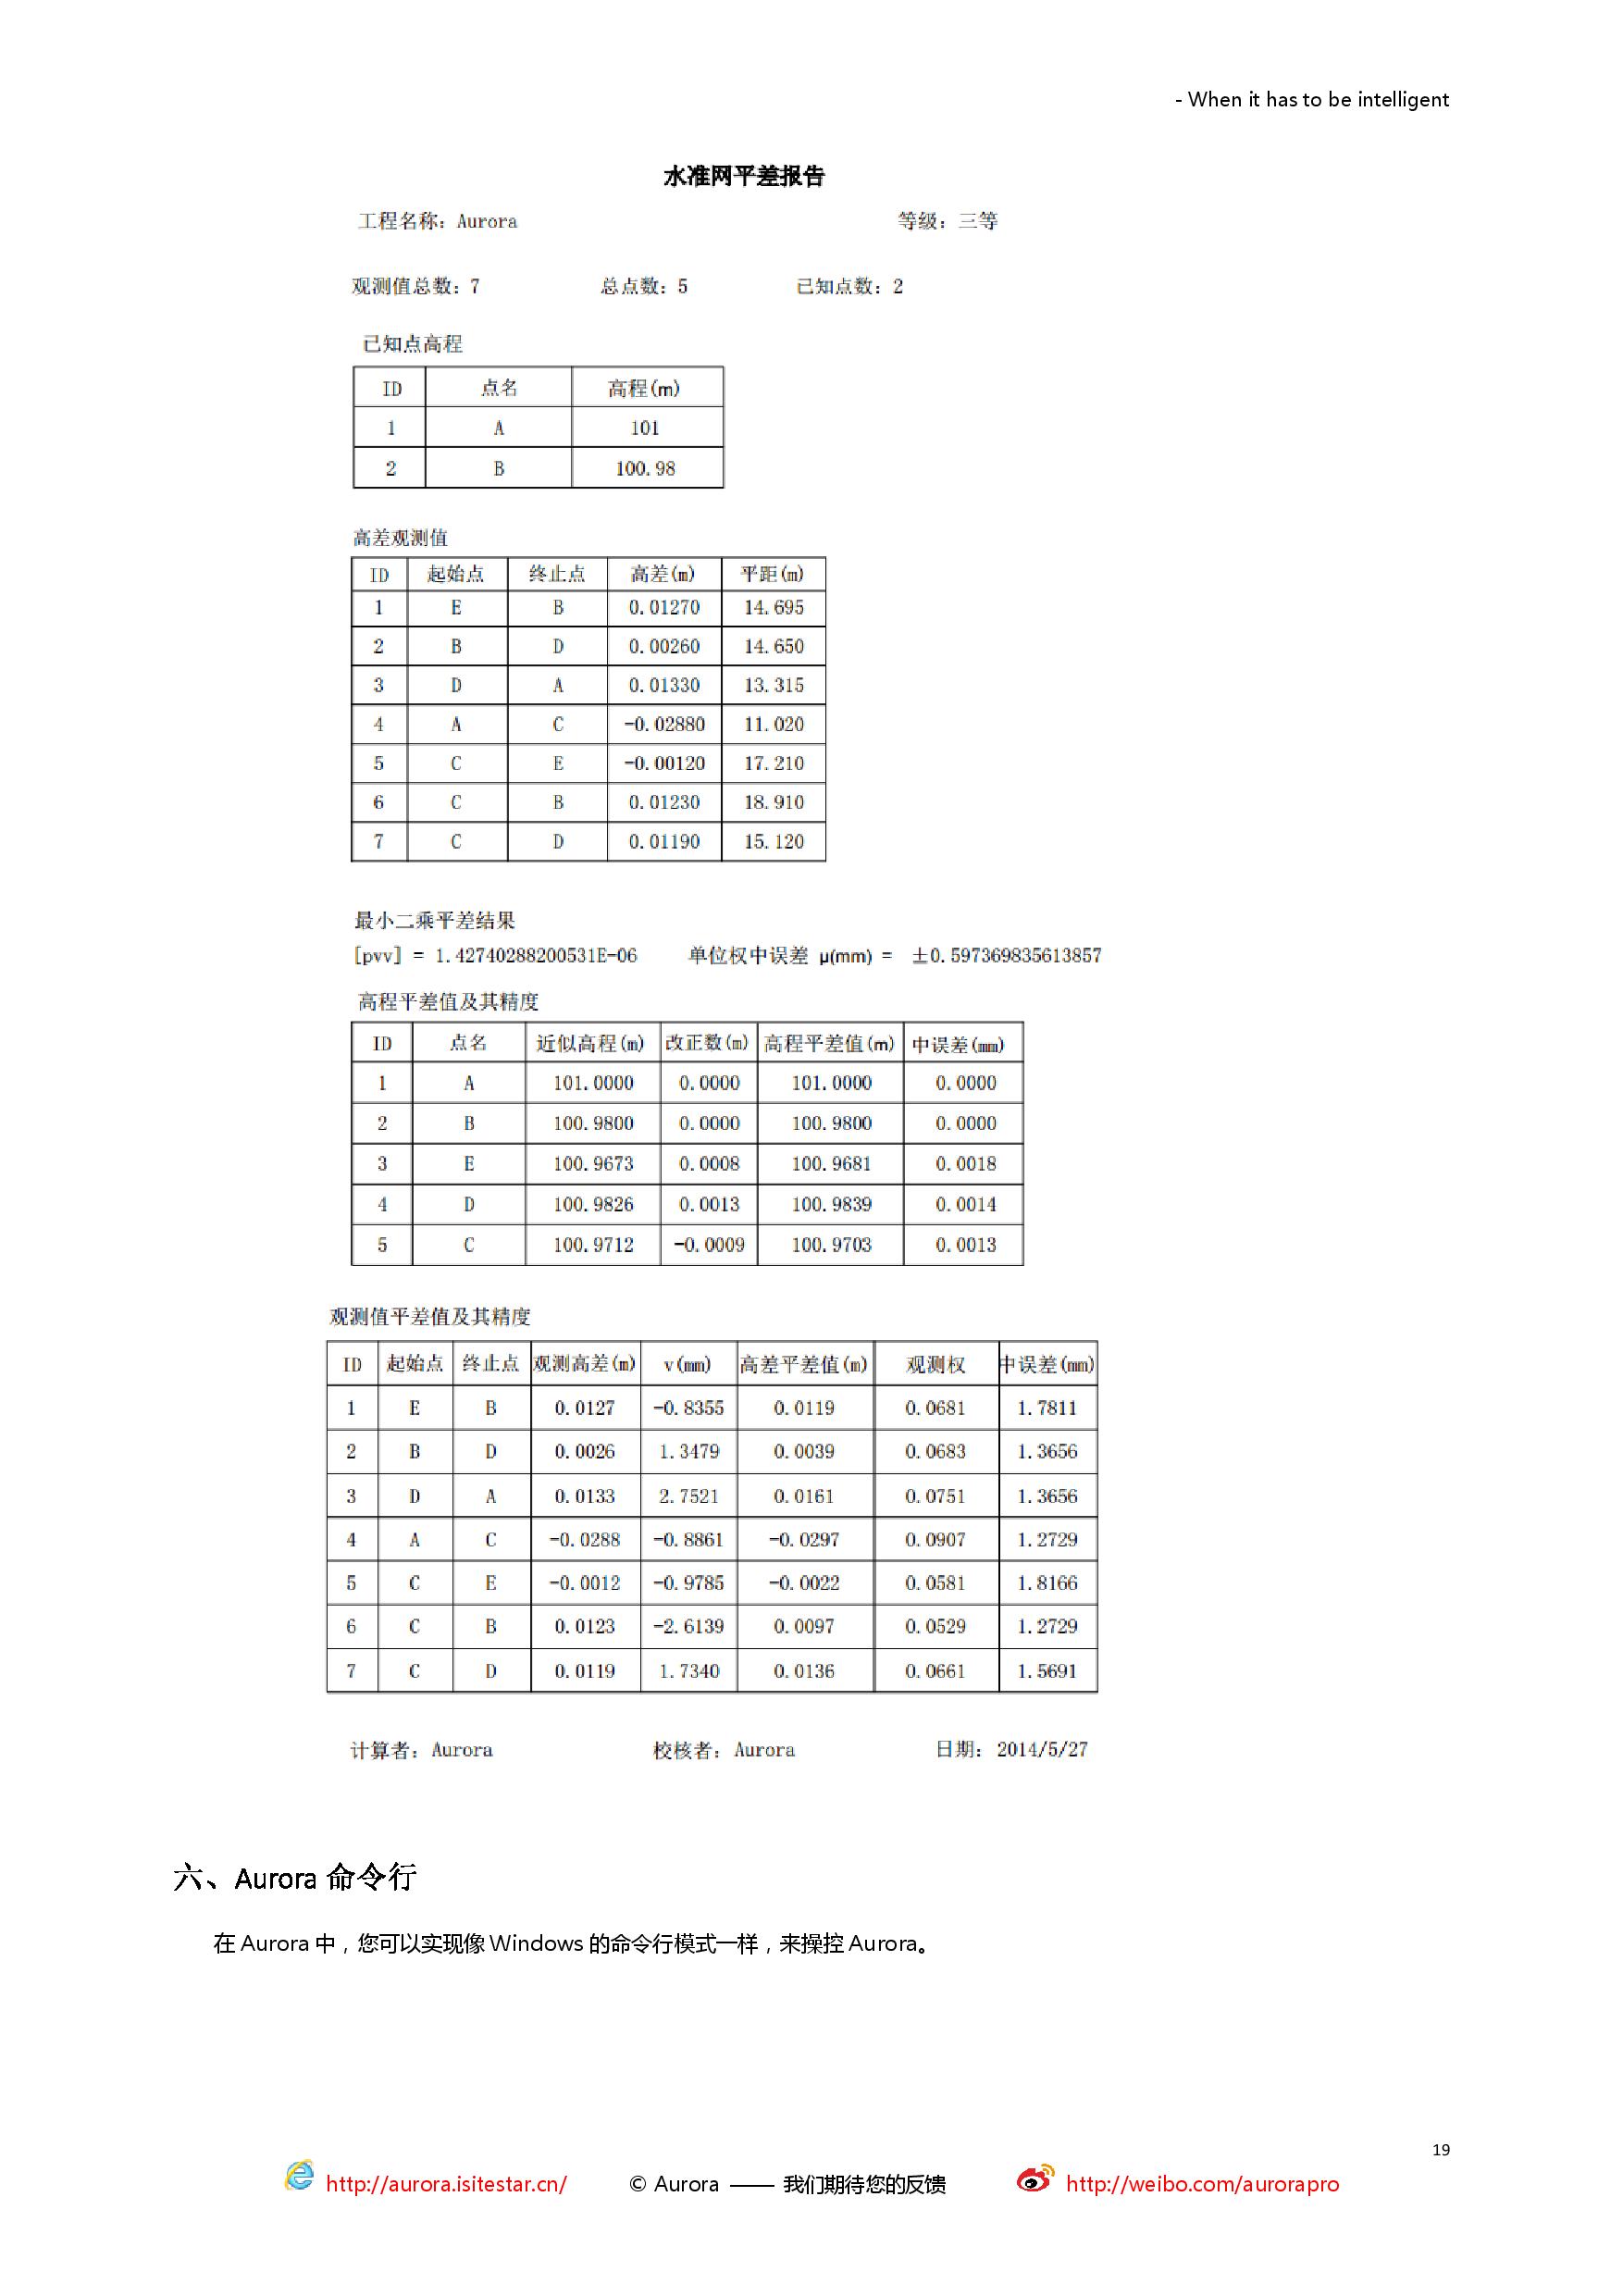 - When it has to be intelligent
水准网平差报告
工程名称: Aurora 等级: 三等
观测值总数: 7 总点数: 5 已知点数: 2
已知点高程
ID 点名 高程(m)
1 A 101
2 B 100.98
高差观测值
ID 起始点 终止点 高差(m) 平距(m)
1 E B 0.01270 14.695
2 B D 0.00260 14.650
3 D A 0.01330 13.315
4 A C -0.02880 11.020
5 C E -0.00120 17.210
6 C B 0.01230 18.910
7 C D 0.01190 15.120
最小二乘平差结果
[pvv] = 1.42740288200531E-06 单位权中误差 μ(mm) = ±0.597369835613857
高程平差值及其精度
ID 点名 近似高程(m) 改正数(m) 高程平差值(m) 中误差(mm)
1 A 101.0000 0.0000 101.0000 0.0000
2 B 100.9800 0.0000 100.9800 0.0000
3 E 100.9673 0.0008 100.9681 0.0018
4 D 100.9826 0.0013 100.9839 0.0014
5 C 100.9712 -0.0009 100.9703 0.0013
观测值平差值及其精度
ID 起始点 终止点 观测高差(m) v(mm) 高差平差值(m) 观测权 中误差(mm)
1 E B 0.0127 -0.8355 0.0119 0.0681 1.7811
2 B D 0.0026 1.3479 0.0039 0.0683 1.3656
3 D A 0.0133 2.7521 0.0161 0.0751 1.3656
4 A C -0.0288 -0.8861 -0.0297 0.0907 1.2729
5 C E -0.0012 -0.9785 -0.0022 0.0581 1.8166
6 C B 0.0123 -2.6139 0.0097 0.0529 1.2729
7 C D 0.0119 1.7340 0.0136 0.0661 1.5691
计算者: Aurora 校核者: Aurora 日期: 2014/5/27
六、Aurora 命令行
在 Aurora 中，您可以实现像 Windows 的命令行模式一样，来操控 Aurora。
19
http://aurora.isitestar.cn/ © Aurora —— 我们期待您的反馈 http://weibo.com/aurorapro